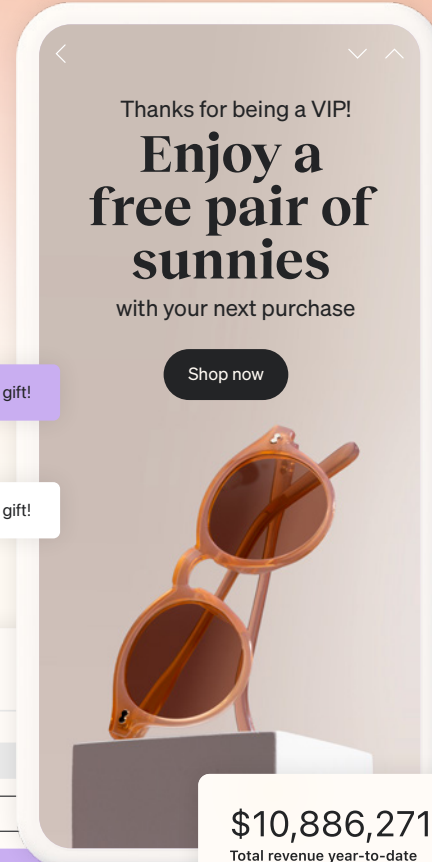 Thanks for being a VIP!
Enjoy a
free pair of
sunnies
with your next purchase
Shop now
gift!
gift!
$10,886,271
Total revenue year-to-date